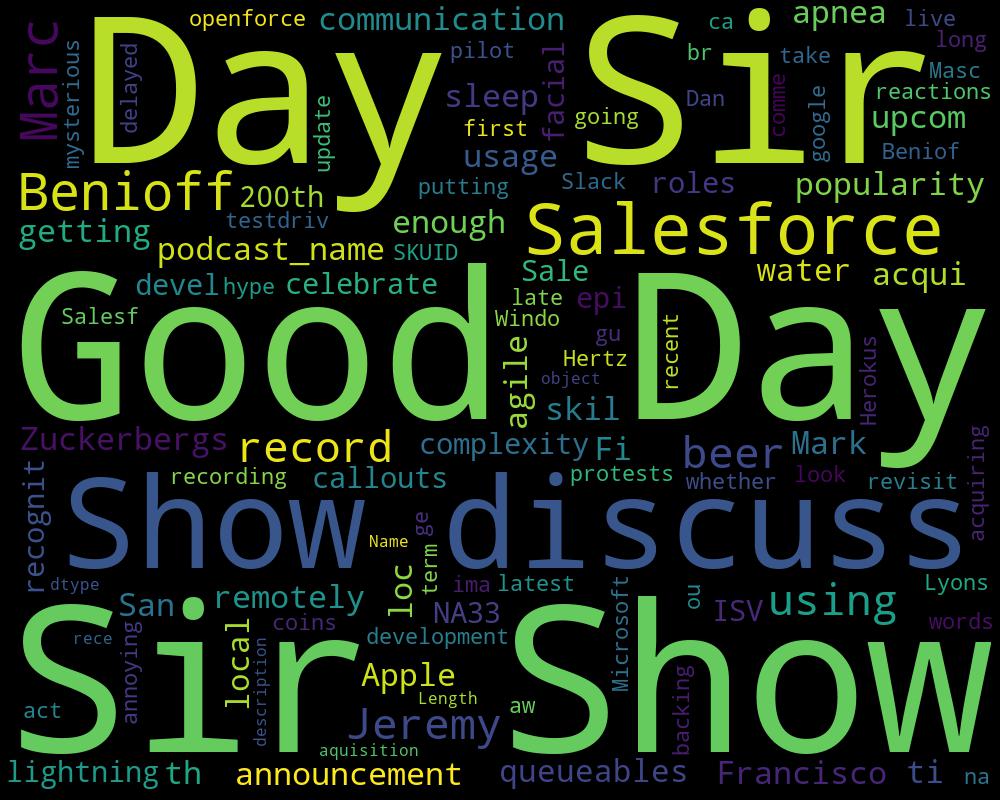 openforce communication ca apnea live
Marc Day Sir
mysterious delayed pilot br take long
facial Masc
sleep Dan comme google reactions
update first going upcom
usage Beniof
Benioff 200th putting Slack roles popularity
testdriv enough Salesforce
getting podcast_name SKUID
devel hype celebrate Sale water acqui
Good Day
Salesf late epi recent
Windo gu
agile Hertz Herokus
object
skil
Zuckerbergs record complexity Fi beer Mark
recognit recording callouts protests whether look revisit acquiring
Show discuss
Name ge
term
dtype loc ima latest Microsoft ou Lyons
San remotely NA33 ISV using
Sir Show
rece annoying local coins development words
description Apple
act Length aw backing
Jeremy
aquisition
lightning th announcement queueables Francisco ti na